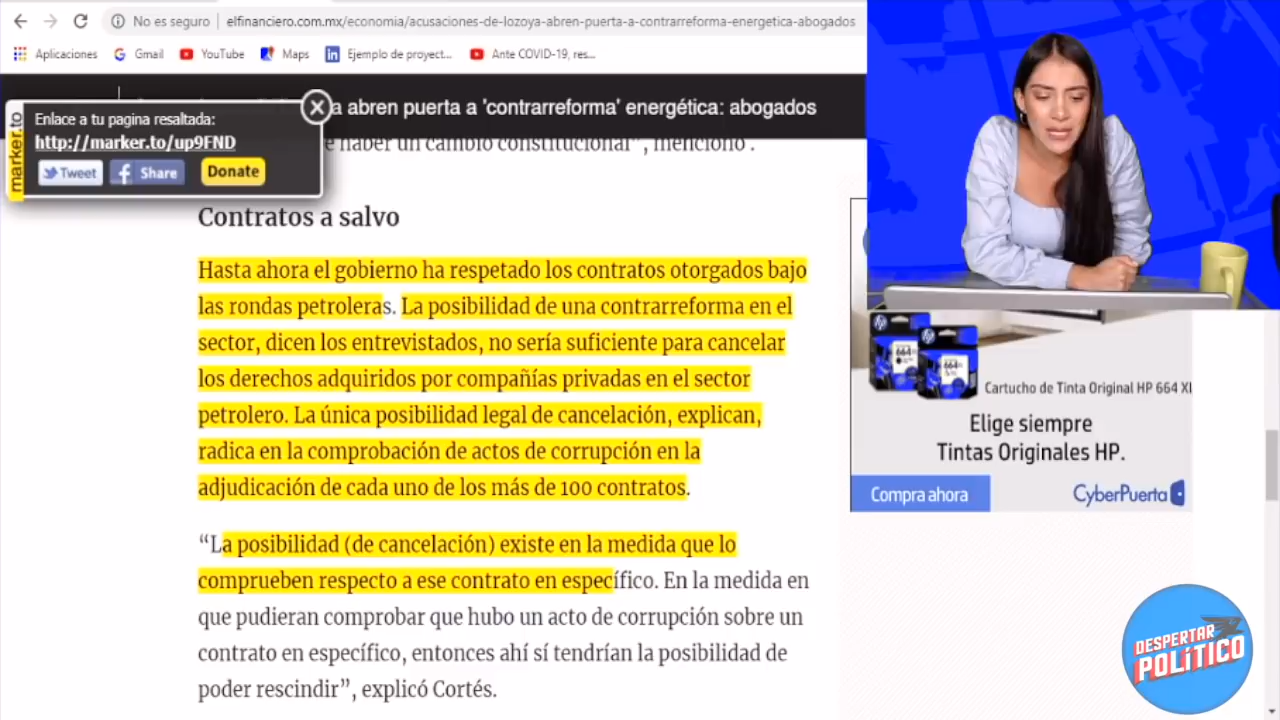 No es seguro
elfinanciero.com.mx/economia/acusaciones-de-lozoya-abren-puerta-a-contrarreforma-energetica-abogados
Aplicaciones
Gmail
YouTube
Maps
Ejemplo de proyect...
Ante COVID-19, res...
a abren puerta a 'contrarreforma' energética: abogados
marker.to
Enlace a tu pagina resaltada:
http://marker.to/up9FND
Tweet
Share
Donate
haber un cambio constitucional”, mencionó .
Contratos a salvo
Hasta ahora el gobierno ha respetado los contratos otorgados bajo
las rondas petroleras. La posibilidad de una contrarreforma en el
sector, dicen los entrevistados, no sería suficiente para cancelar
los derechos adquiridos por compañías privadas en el sector
petrolero. La única posibilidad legal de cancelación, explican,
radica en la comprobación de actos de corrupción en la
adjudicación de cada uno de los más de 100 contratos.
“La posibilidad (de cancelación) existe en la medida que lo
comprueben respecto a ese contrato en específico. En la medida en
que pudieran comprobar que hubo un acto de corrupción sobre un
contrato en específico, entonces ahí sí tendrían la posibilidad de
poder rescindir”, explicó Cortés.
hp
hp
664
664
Cartucho de Tinta Original HP 664 Xl
Elige siempre
Tintas Originales HP.
Compra ahora
CyberPuerta
DESPERTAR
POLÍTICO